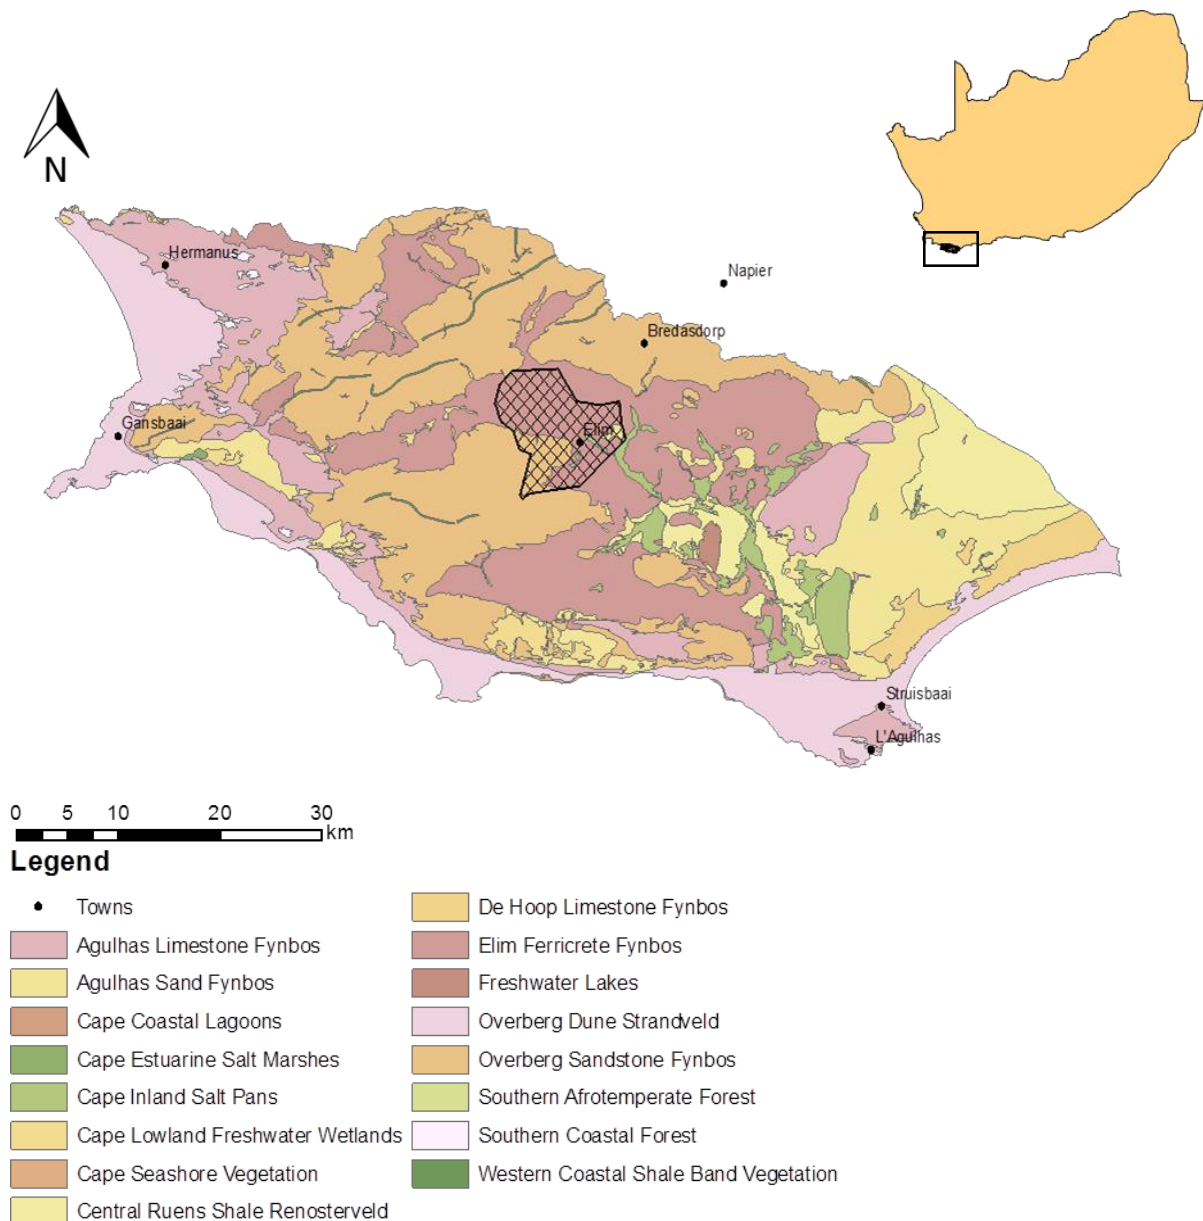 N
Hermanus
Napier
Bredasdorp
Gansbaai
Elim
Struisbaai
L'Agulhas
0 5 10 20 30
km
Legend
Towns
Agulhas Limestone Fynbos
Agulhas Sand Fynbos
Cape Coastal Lagoons
Cape Estuarine Salt Marshes
Cape Inland Salt Pans
Cape Lowland Freshwater Wetlands
Cape Seashore Vegetation
Central Ruens Shale Renosterveld
De Hoop Limestone Fynbos
Elim Ferricrete Fynbos
Freshwater Lakes
Overberg Dune Strandveld
Overberg Sandstone Fynbos
Southern Afrotemperate Forest
Southern Coastal Forest
Western Coastal Shale Band Vegetation